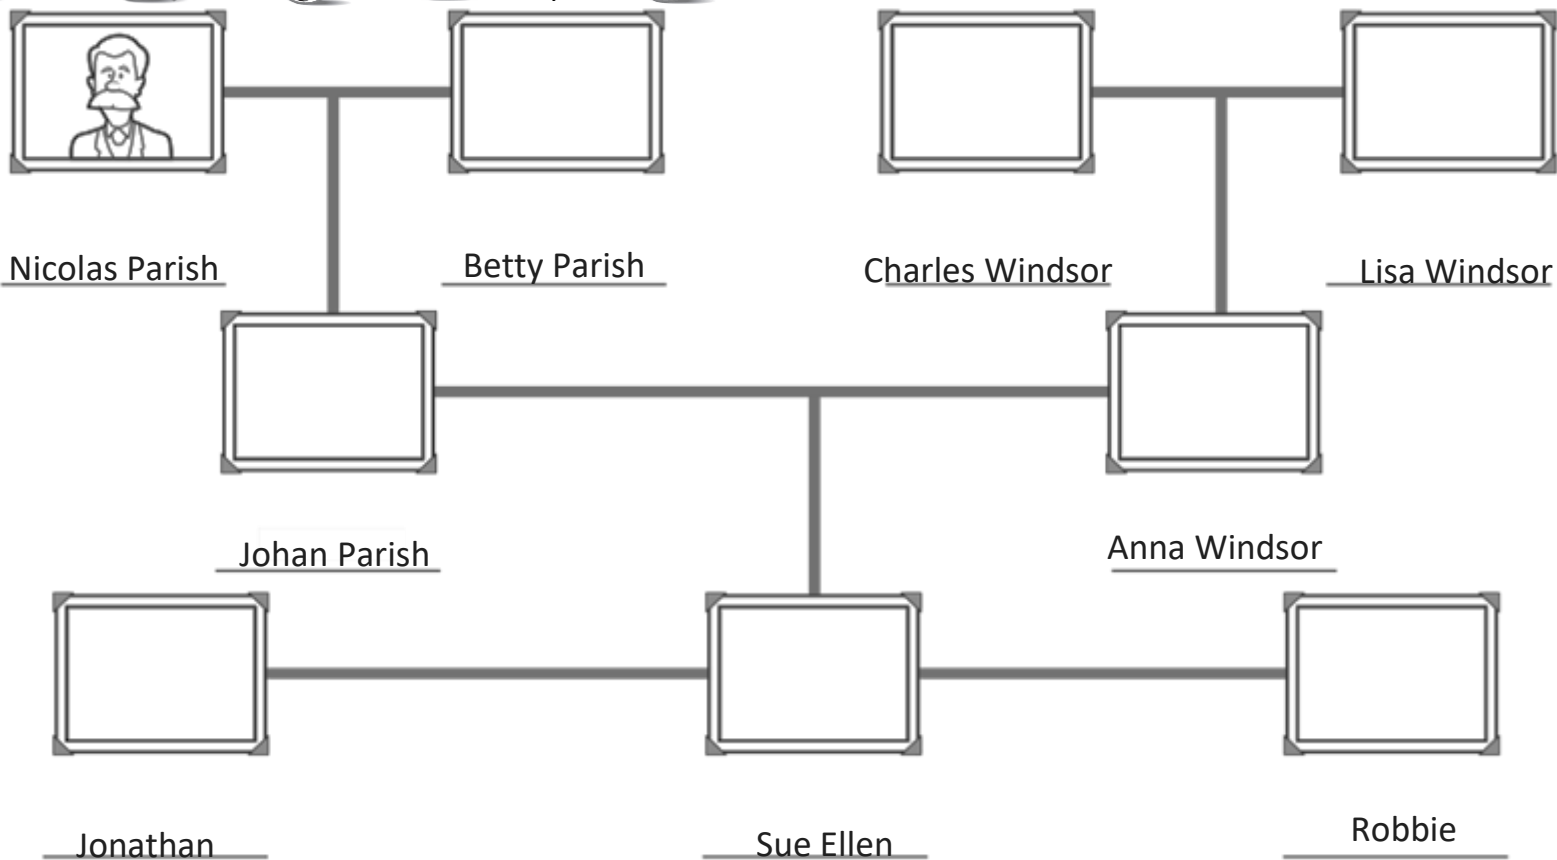 Nicolas Parish
Betty Parish
Charles Windsor
Lisa Windsor
Johan Parish
Anna Windsor
Jonathan
Sue Ellen
Robbie